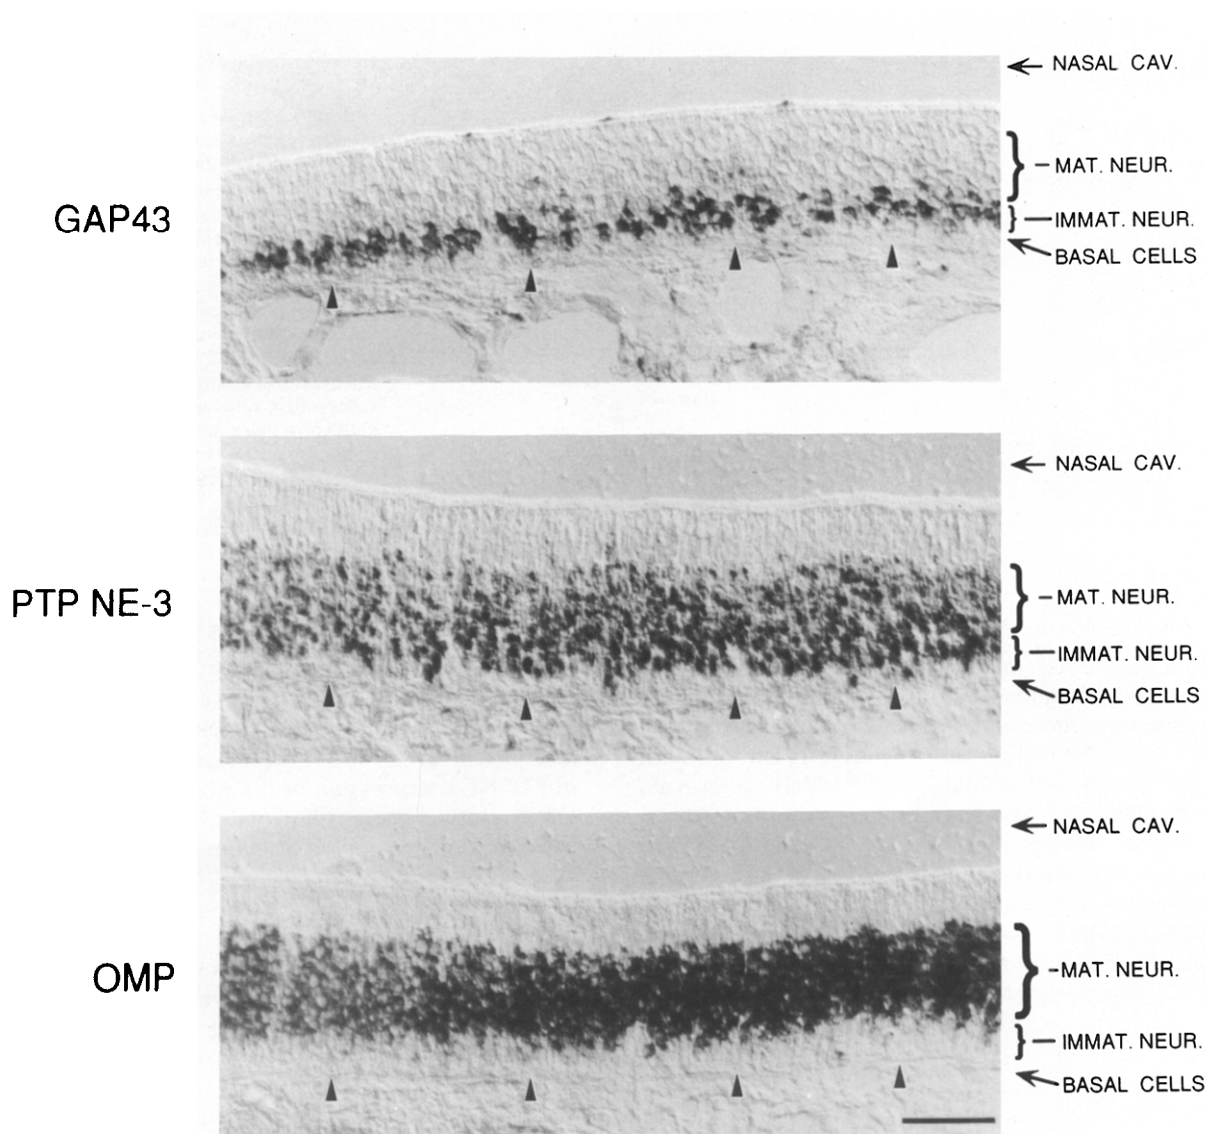 NASAL CAV.
MAT. NEUR.
GAP43
IMMAT. NEUR.
BASAL CELLS
NASAL CAV.
MAT. NEUR.
PTP NE-3
IMMAT. NEUR.
BASAL CELLS
NASAL CAV.
MAT. NEUR.
OMP
IMMAT. NEUR.
BASAL CELLS